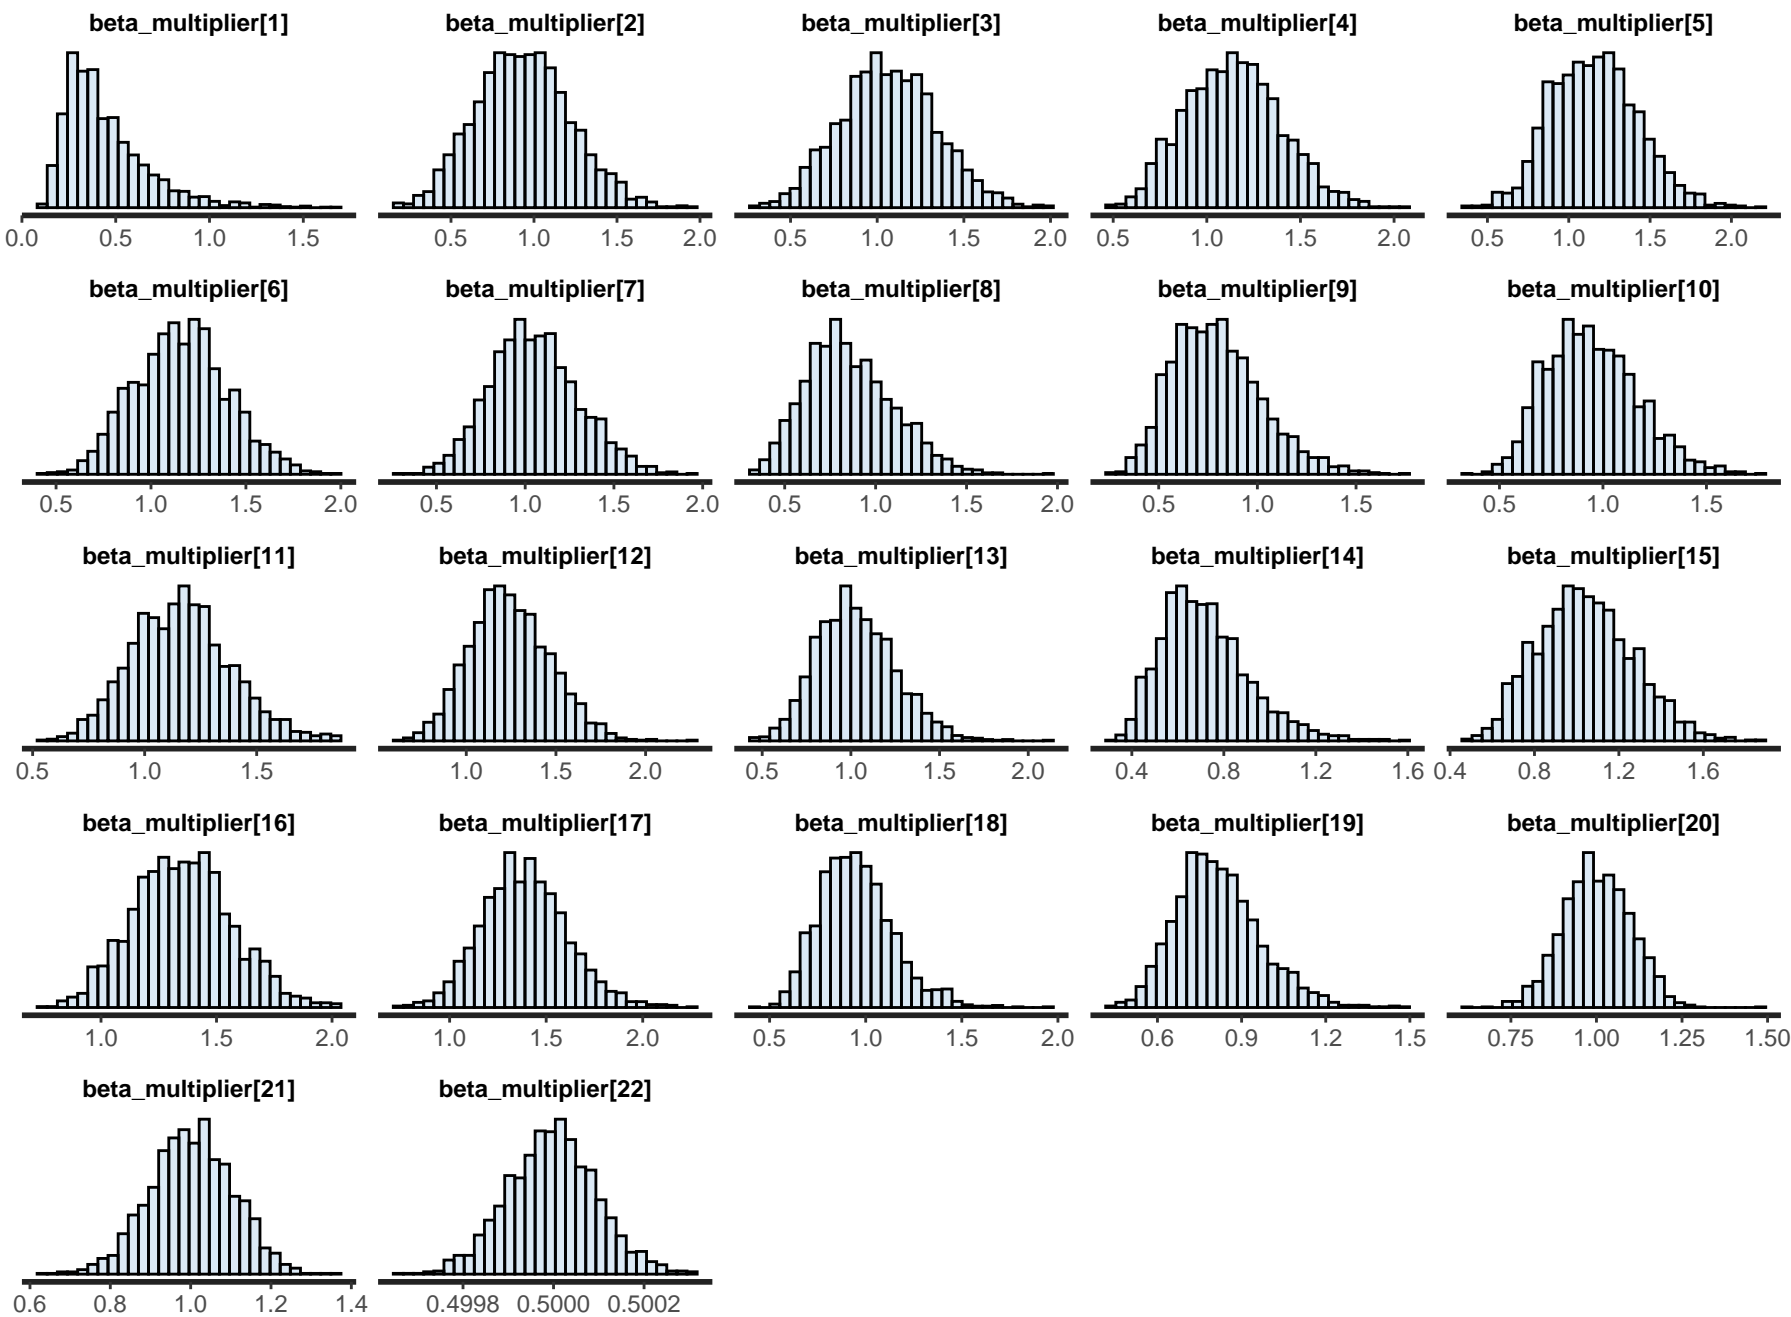 beta_multiplier[1] beta_multiplier[2] beta_multiplier[3] beta_multiplier[4] beta_multiplier[5]
0.0 0.5 1.0 1.5 0.5 1.0 1.5 2.0 0.5 1.0 1.5 2.0 0.5 1.0 1.5 2.0 0.5 1.0 1.5 2.0
beta_multiplier[6] beta_multiplier[7] beta_multiplier[8] beta_multiplier[9] beta_multiplier[10]
0.5 1.0 1.5 2.0 0.5 1.0 1.5 2.0 0.5 1.0 1.5 2.0 0.5 1.0 1.5 0.5 1.0 1.5
beta_multiplier[11] beta_multiplier[12] beta_multiplier[13] beta_multiplier[14] beta_multiplier[15]
0.5 1.0 1.5 1.0 1.5 2.0 0.5 1.0 1.5 2.0 0.4 0.8 1.2 1.6 0.4 0.8 1.2 1.6
beta_multiplier[16] beta_multiplier[17] beta_multiplier[18] beta_multiplier[19] beta_multiplier[20]
1.0 1.5 2.0 1.0 1.5 2.0 0.5 1.0 1.5 2.0 0.6 0.9 1.2 1.5 0.75 1.00 1.25 1.50
beta_multiplier[21] beta_multiplier[22]
0.6 0.8 1.0 1.2 1.4 0.4998 0.5000 0.5002